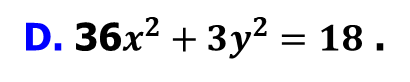 D. 36x² + 3y² = 18 .